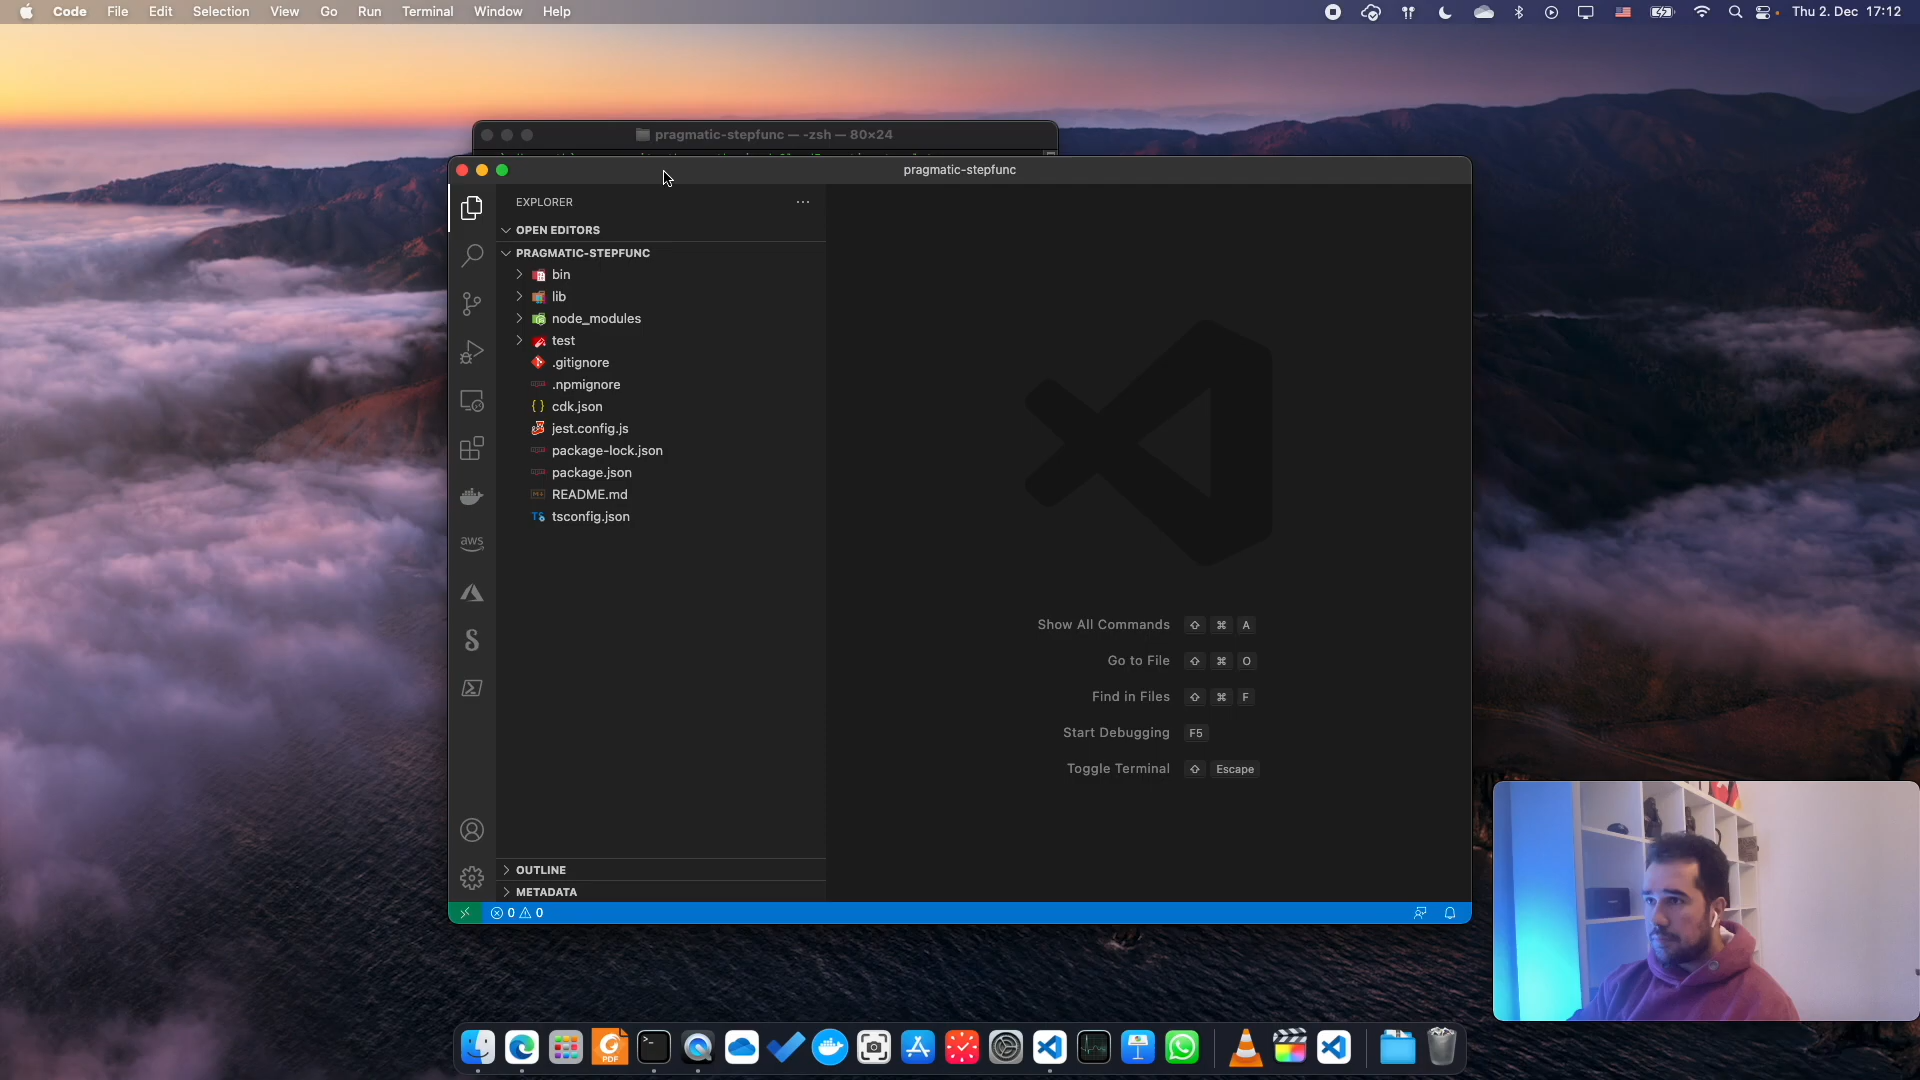 Code File Edit Selection View Go Run Terminal Window Help
Thu 2. Dec 17:12
pragmatic-stepfunc — -zsh — 80×24
pragmatic-stepfunc
EXPLORER
OPEN EDITORS
PRAGMATIC-STEPFUNC
bin
lib
node_modules
test
.gitignore
.npmignore
cdk.json
jest.config.js
package-lock.json
package.json
README.md
tsconfig.json
aws
Show All Commands ⇧ ⌘ A
Go to File ⇧ ⌘ O
Find in Files ⇧ ⌘ F
Start Debugging F5
Toggle Terminal ⇧ Escape
OUTLINE
METADATA
0 0
PDF